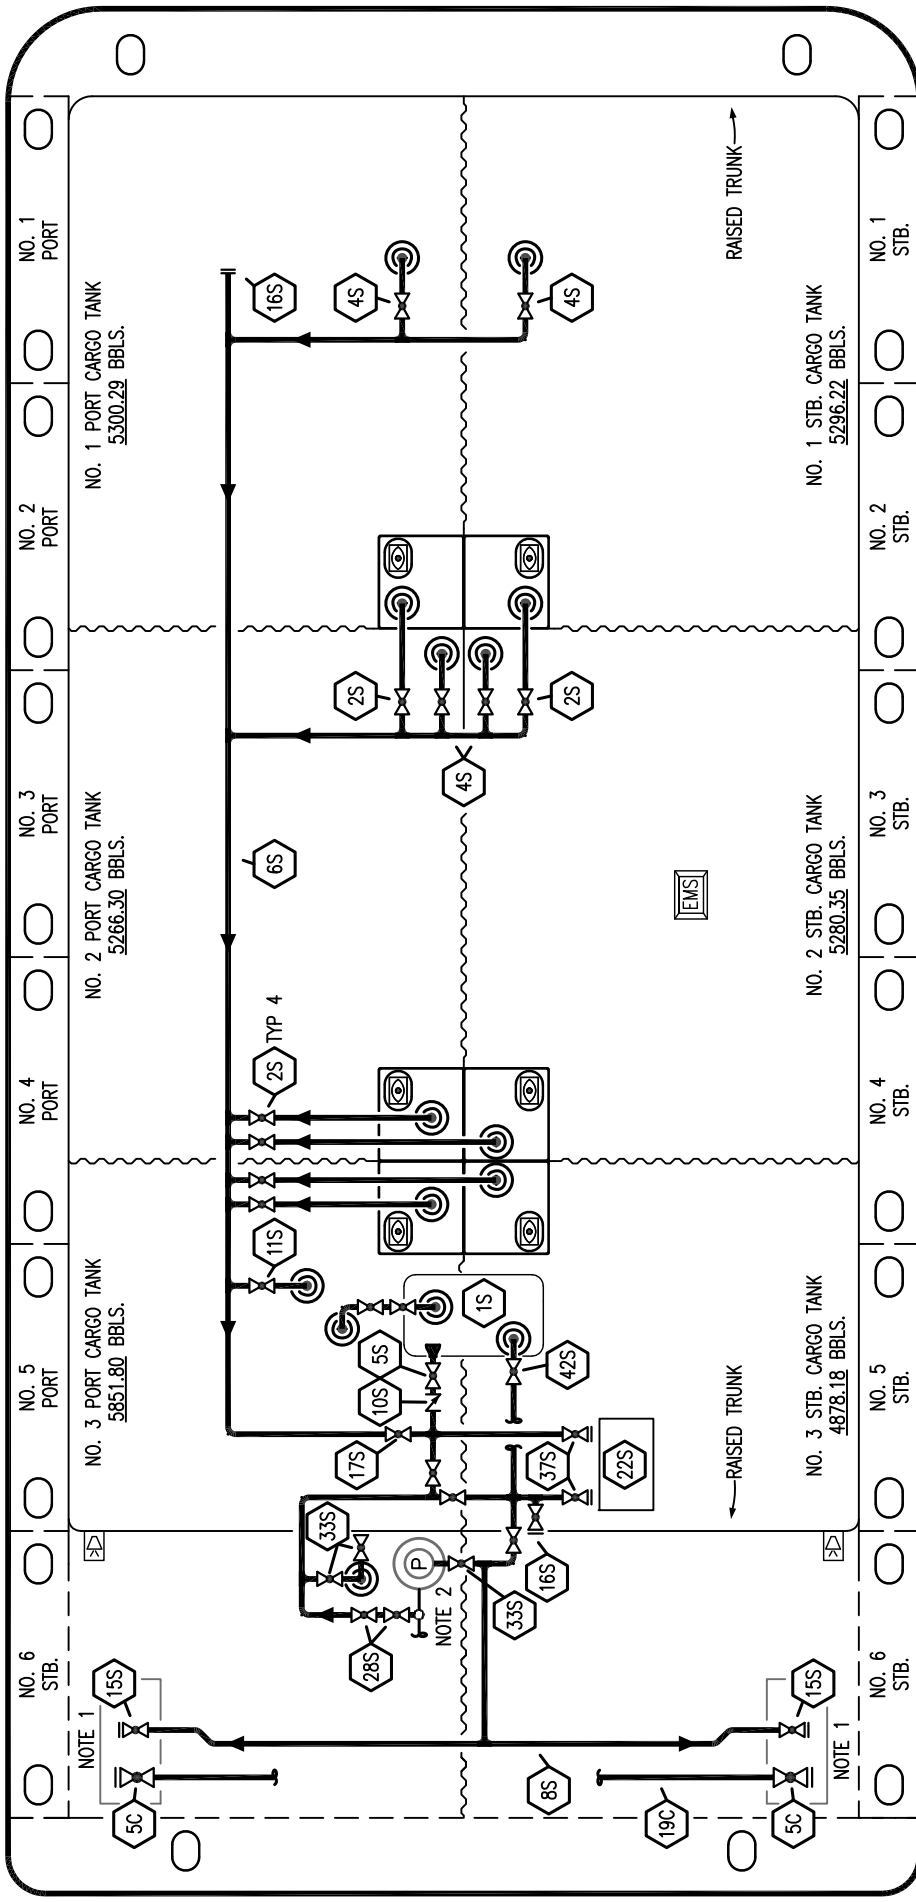 NO. 1
PORT
NO. 2
PORT
NO. 3
PORT
NO. 4
PORT
NO. 5
PORT
NO. 6
STB.
NO. 1 PORT CARGO TANK
5300.29 BBLS.
NO. 2 PORT CARGO TANK
5266.30 BBLS.
NO. 3 PORT CARGO TANK
5851.80 BBLS.
16S
4S
4S
RAISED TRUNK
2S
2S
4S
6S
EMS
2S
TYP 4
11S
1S
5S
10S
42S
17S
37S
22S
RAISED TRUNK
33S
P
NOTE 2
33S
16S
28S
NOTE 1
15S
5C
8S
19C
15S
5C
NOTE 1
NO. 1 STB. CARGO TANK
5296.22 BBLS.
NO. 2 STB. CARGO TANK
5280.35 BBLS.
NO. 3 STB. CARGO TANK
4878.18 BBLS.
NO. 1
STB.
NO. 2
STB.
NO. 3
STB.
NO. 4
STB.
NO. 5
STB.
NO. 6
STB.